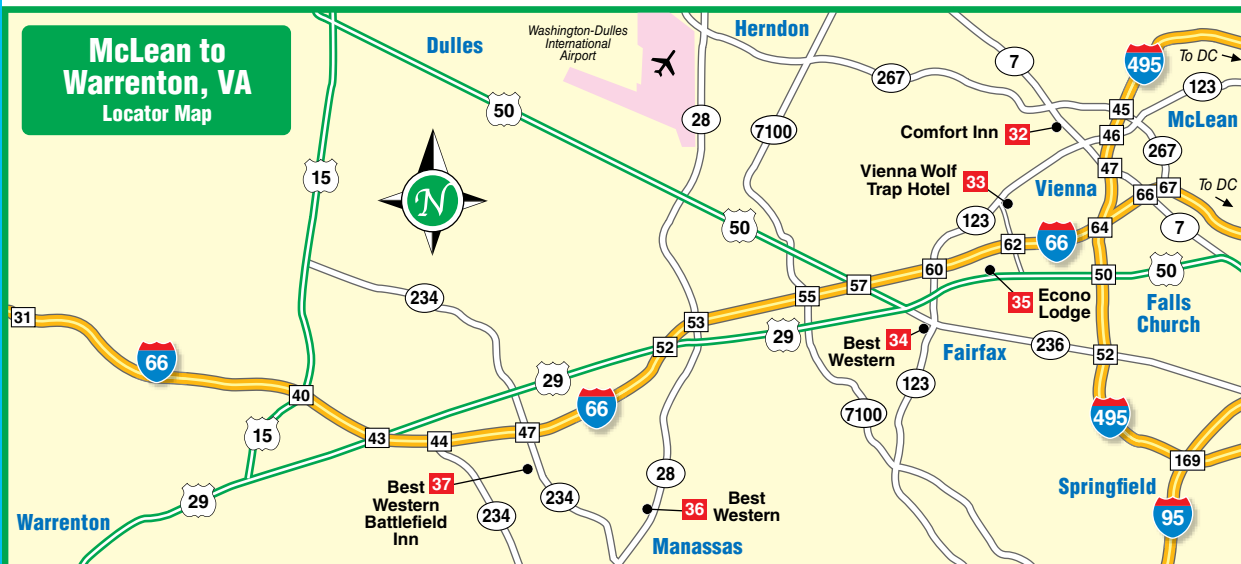 McLean to
Warrenton, VA
Locator Map
Dulles
Washington-Dulles
International
Airport
Herndon
495
To DC
7
267
123
50
28
7100
45
McLean
Comfort Inn 32
46
267
15
Vienna Wolf
Trap Hotel
33
47
Vienna
67
To DC
66
N
123
50
64
7
62
66
60
50
50
234
57
55
35 Econo
Lodge
Falls
Church
31
53
29
Best
Western
34
Fairfax
236
52
66
52
29
123
40
66
7100
495
15
43
44
47
169
28
Springfield
37
Best
Western
Battlefield
Inn
234
234
36
Best
Western
29
Warrenton
Manassas
95